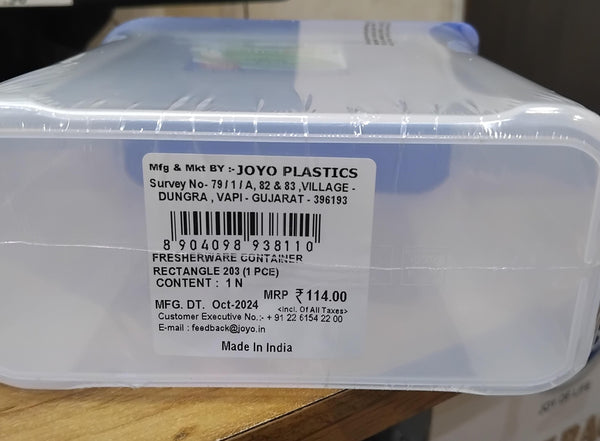 Mfg & Mkt BY :- JOYO PLASTICS
Survey No- 79 / 1 / A, 82 & 83 ,VILLAGE -
DUNGRA , VAPI - GUJARAT - 396193
8 904098 938110
FRESHERWARE CONTAINER
RECTANGLE 203 (1 PCE)
CONTENT : 1 N
MRP ₹ 114.00
MFG. DT. Oct-2024 <Incl. Of All Taxes>
Customer Executive No.:- + 91 22 6154 22 00
E-mail : feedback@joyo.in
Made In India